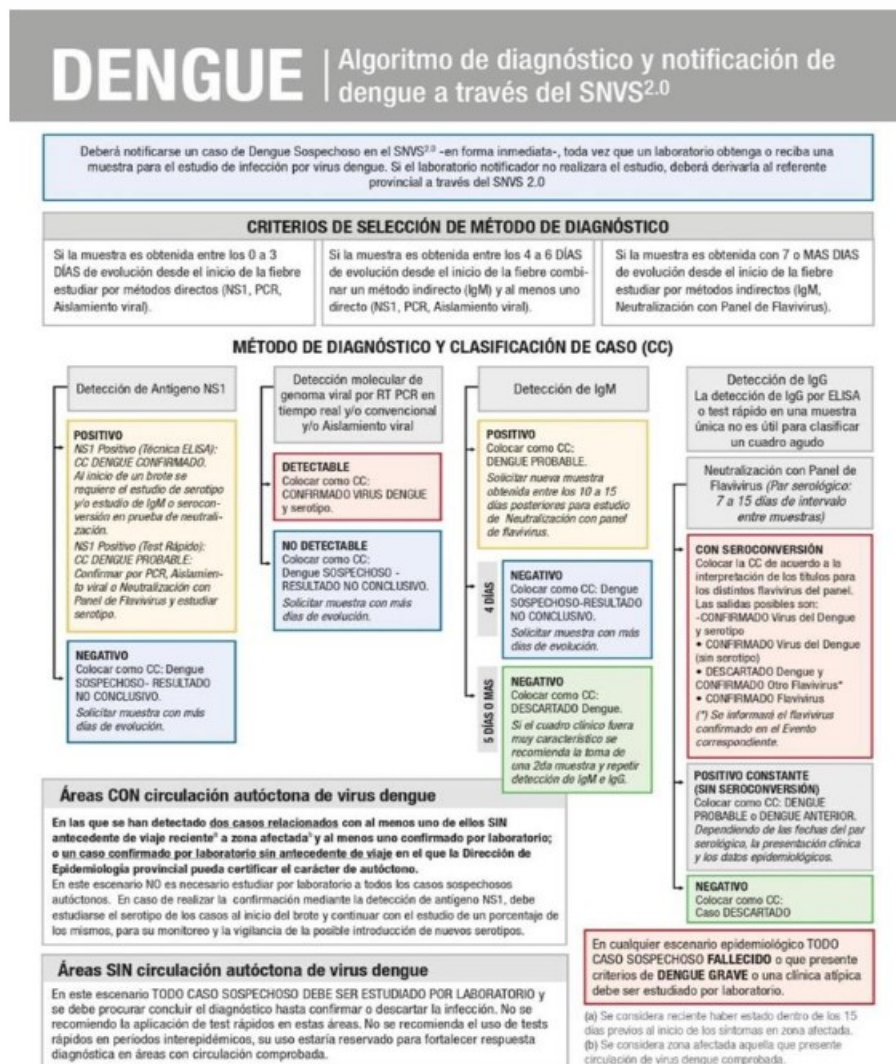 DENGUE
Algoritmo de diagnóstico y notificación de
dengue a través del SNVS2.0
Deberá notificarse un caso de Dengue Sospechoso en el SNVS2.0 -en forma inmediata-, toda vez que un laboratorio obtenga o reciba una
muestra para el estudio de infección por virus dengue. Si el laboratorio notificador no realizara el estudio, deberá derivarla al referente
provincial a través del SNVS 2.0
CRITERIOS DE SELECCIÓN DE MÉTODO DE DIAGNÓSTICO
Si la muestra es obtenida entre los 0 a 3
DÍAS de evolución desde el inicio de la fiebre
estudiar por métodos directos (NS1, PCR,
Aislamiento viral).
Si la muestra es obtenida entre los 4 a 6 DÍAS
de evolución desde el inicio de la fiebre combi-
nar un método indirecto (IgM) y al menos uno
directo (NS1, PCR, Aislamiento viral).
Si la muestra es obtenida con 7 o MAS DIAS
de evolución desde el inicio de la fiebre
estudiar por métodos indirectos (IgM,
Neutralización con Panel de Flavivirus).
MÉTODO DE DIAGNÓSTICO Y CLASIFICACIÓN DE CASO (CC)
Detección de Antígeno NS1
POSITIVO
NS1 Positivo (Técnica ELISA):
CC DENGUE CONFIRMADO.
Al inicio de un brote se
requiere el estudio de serotipo
y/o estudio de IgM o serocon-
versión en prueba de neutrali-
zación.
NS1 Positivo (Test Rápido):
CC DENGUE PROBABLE:
Confirmar por PCR, Aislamien-
to viral o Neutralización con
Panel de Flavivirus y estudiar
serotipo.
NEGATIVO
Colocar como CC: Dengue
SOSPECHOSO- RESULTADO
NO CONCLUSIVO.
Solicitar muestra con más
días de evolución.
Detección molecular de
genoma viral por RT PCR en
tiempo real y/o convencional
y/o Aislamiento viral
DETECTABLE
Colocar como CC:
CONFIRMADO VIRUS DENGUE
y serotipo.
NO DETECTABLE
Colocar como CC:
Dengue SOSPECHOSO -
RESULTADO NO CONCLUSIVO.
Solicitar muestra con más
días de evolución.
Detección de IgM
POSITIVO
Colocar como CC:
DENGUE PROBABLE.
Solicitar nueva muestra
obtenida entre los 10 a 15
días posteriores para estudio
de Neutralización con panel
de flavivirus.
4 DÍAS
NEGATIVO
Colocar como CC: Dengue
SOSPECHOSO-RESULTADO
NO CONCLUSIVO.
Solicitar muestra con más
días de evolución.
5 DÍAS O MAS
NEGATIVO
Colocar como CC:
DESCARTADO Dengue.
Si el cuadro clínico fuera
muy característico se
recomienda la toma de
una 2da muestra y repetir
detección de IgM e IgG.
Detección de IgG
La detección de IgG por ELISA
o test rápido en una muestra
única no es útil para clasificar
un cuadro agudo
Neutralización con Panel de
Flavivirus (Par serológico:
7 a 15 días de intervalo
entre muestras)
CON SEROCONVERSIÓN
Colocar la CC de acuerdo a la
interpretación de los títulos para
los distintos flavivirus del panel.
Las salidas posibles son:
-CONFIRMADO Virus del Dengue
y serotipo
• CONFIRMADO Virus del Dengue
(sin serotipo)
• DESCARTADO Dengue y
CONFIRMADO Otro Flavivirus*
• CONFIRMADO Flavivirus
(*) Se informará el flavivirus
confirmado en el Evento
correspondiente.
POSITIVO CONSTANTE
(SIN SEROCONVERSIÓN)
Colocar como CC: DENGUE
PROBABLE o DENGUE ANTERIOR.
Dependiendo de las fechas del par
serológico, la presentación clínica
y los datos epidemiológicos.
NEGATIVO
Colocar como CC:
Caso DESCARTADO
Áreas CON circulación autóctona de virus dengue
En las que se han detectado dos casos relacionados con al menos uno de ellos SIN
antecedente de viaje recienteª a zona afectadaᵇ y al menos uno confirmado por laboratorio;
o un caso confirmado por laboratorio sin antecedente de viaje en el que la Dirección de
Epidemiología provincial pueda certificar el carácter de autóctono.
En este escenario NO es necesario estudiar por laboratorio a todos los casos sospechosos
autóctonos. En caso de realizar la confirmación mediante la detección de antígeno NS1, debe
estudiarse el serotipo de los casos al inicio del brote y continuar con el estudio de un porcentaje de
los mismos, para su monitoreo y la vigilancia de la posible introducción de nuevos serotipos.
Áreas SIN circulación autóctona de virus dengue
En este escenario TODO CASO SOSPECHOSO DEBE SER ESTUDIADO POR LABORATORIO y
se debe procurar concluir el diagnóstico hasta confirmar o descartar la infección. No se
recomiendo la aplicación de test rápidos en estas áreas. No se recomienda el uso de tests
rápidos en periodos interepidémicos, su uso estaría reservado para fortalecer respuesta
diagnóstica en áreas con circulación comprobada.
En cualquier escenario epidemiológico TODO
CASO SOSPECHOSO FALLECIDO o que presente
criterios de DENGUE GRAVE o una clínica atípica
debe ser estudiado por laboratorio.
(a) Se considera reciente haber estado dentro de los 15
días previos al inicio de los síntomas en zona afectada.
(b) Se considera zona afectada aquella que presente
circulación de virus dengue comprobada.